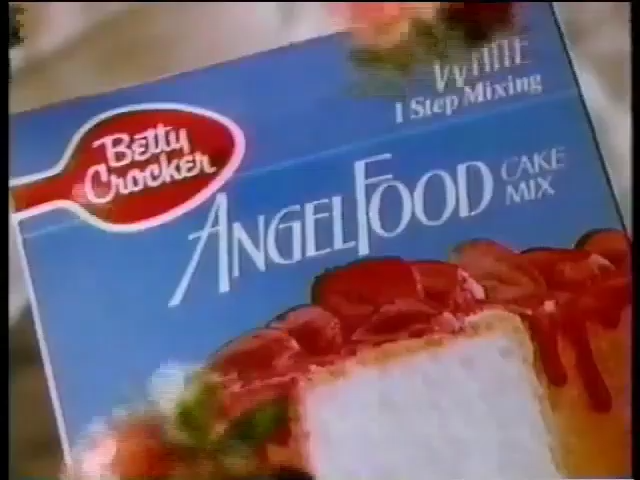 WHITE
1 Step Mixing
Betty
Crocker
ANGELFOOD CAKE
MIX